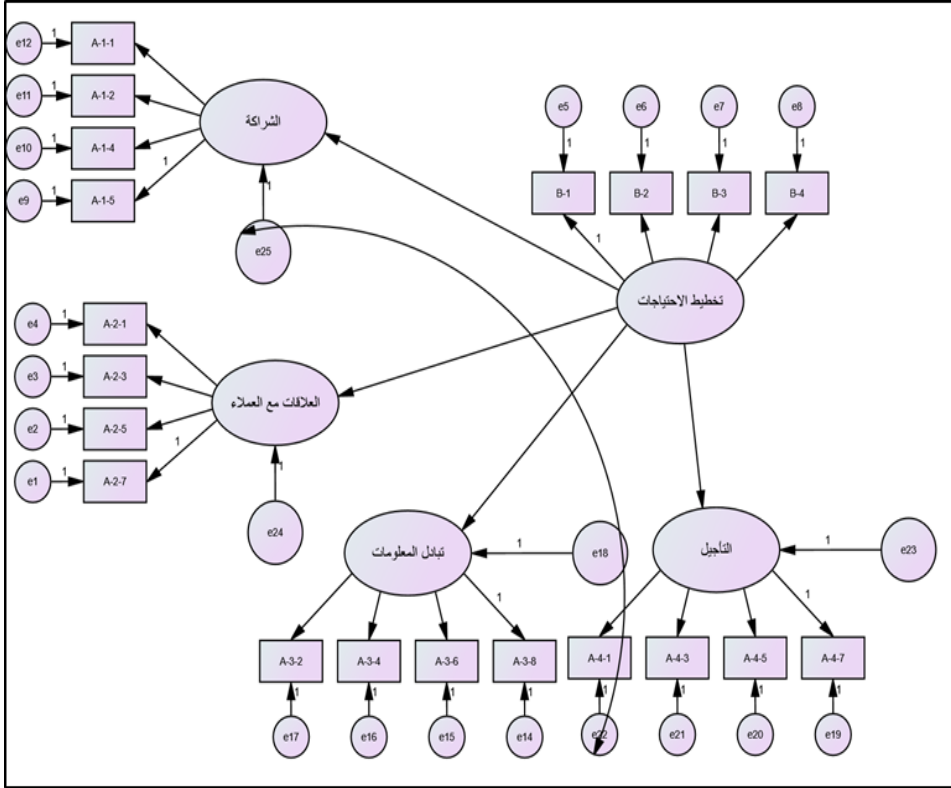 e12 1 A-1-1
e11 1 A-1-2
e10 1 A-1-4
e9 1 A-1-5
1
الشراكة
1
e25
e5 e6 e7 e8
1 1 1 1
B-1 B-2 B-3 B-4
1
تخطيط الاحتياجات
e4 1 A-2-1
e3 1 A-2-3
e2 1 A-2-5
e1 1 A-2-7
1
العلاقات مع العملاء
1
e24
تبادل المعلومات
1 e18
1
A-3-2 A-3-4 A-3-6 A-3-8
1 1 1 1
e17 e16 e15 e14
التأجيل
1 e23
1
A-4-1 A-4-3 A-4-5 A-4-7
1 1 1 1
e22 e21 e20 e19